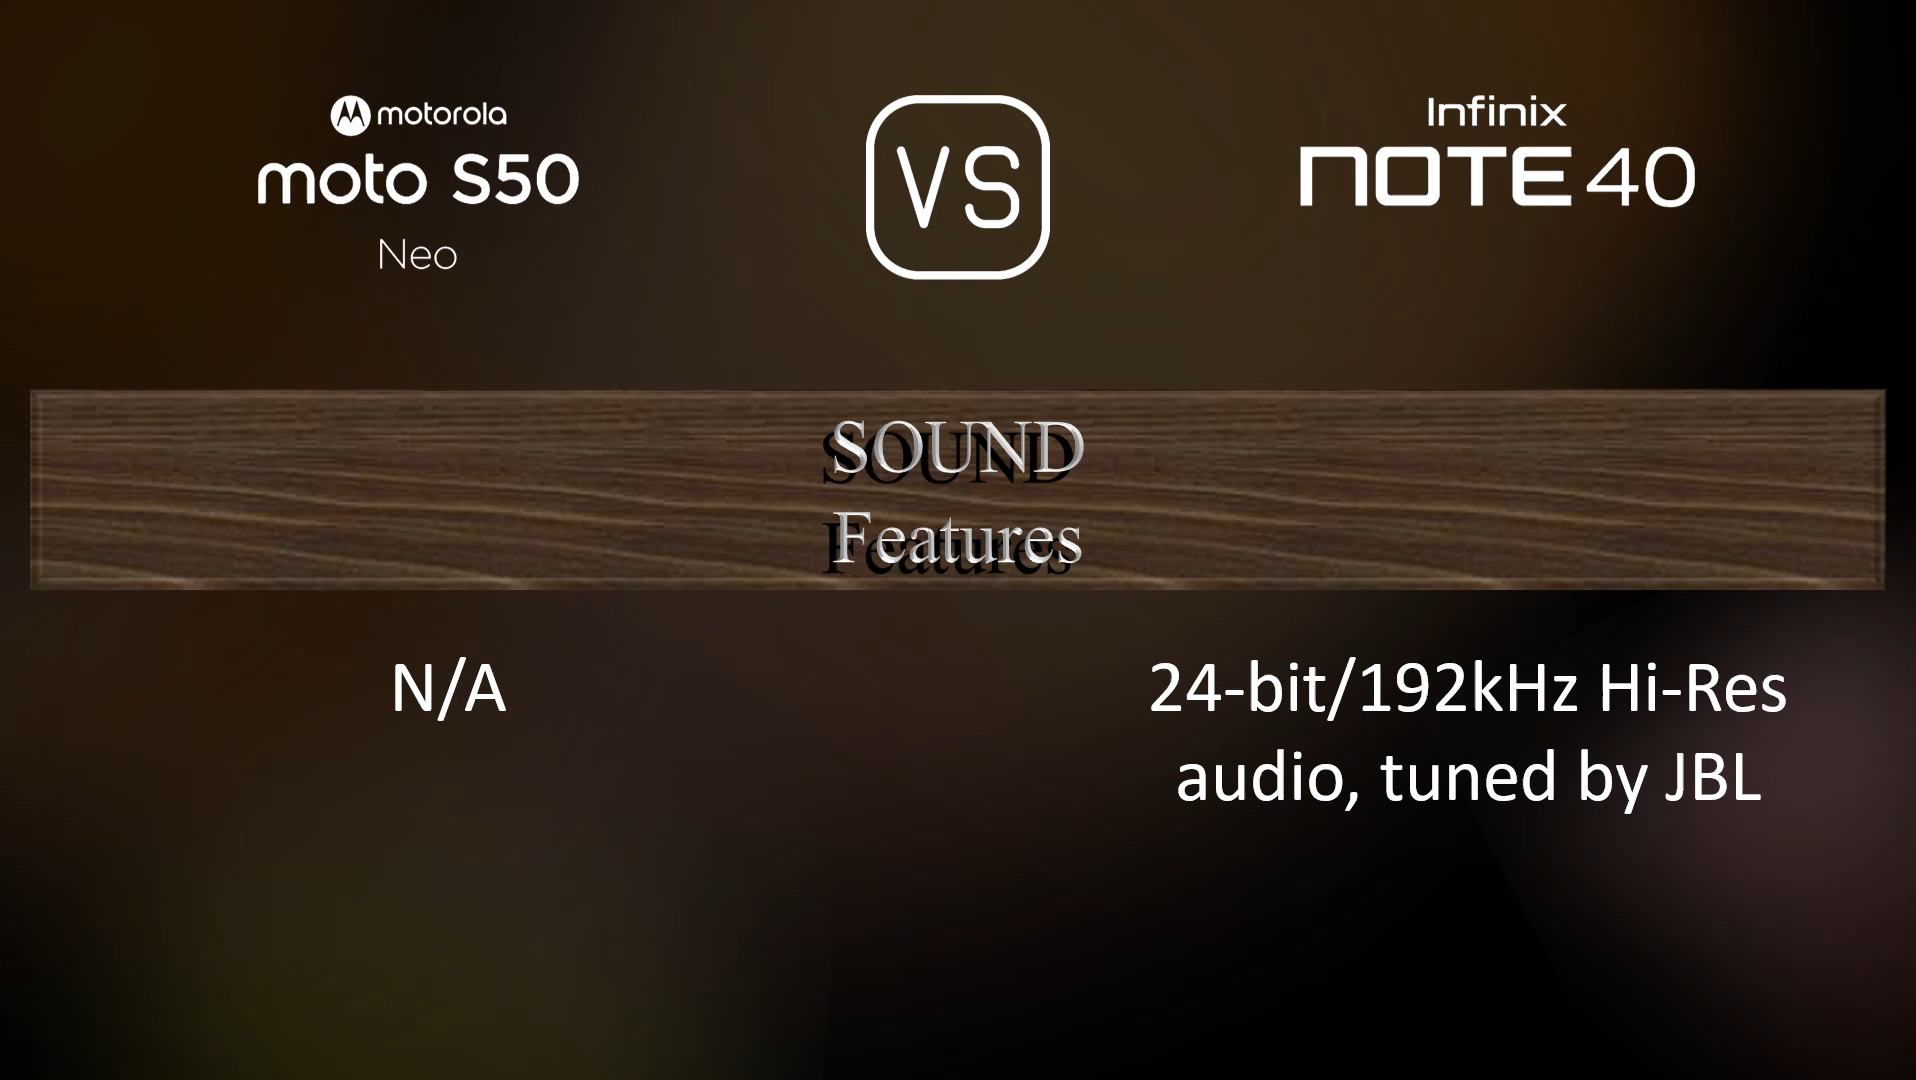 motorola
moto S50
Neo
VS
Infinix
NOTE 40
SOUND
Features
N/A
24-bit/192kHz Hi-Res
audio, tuned by JBL